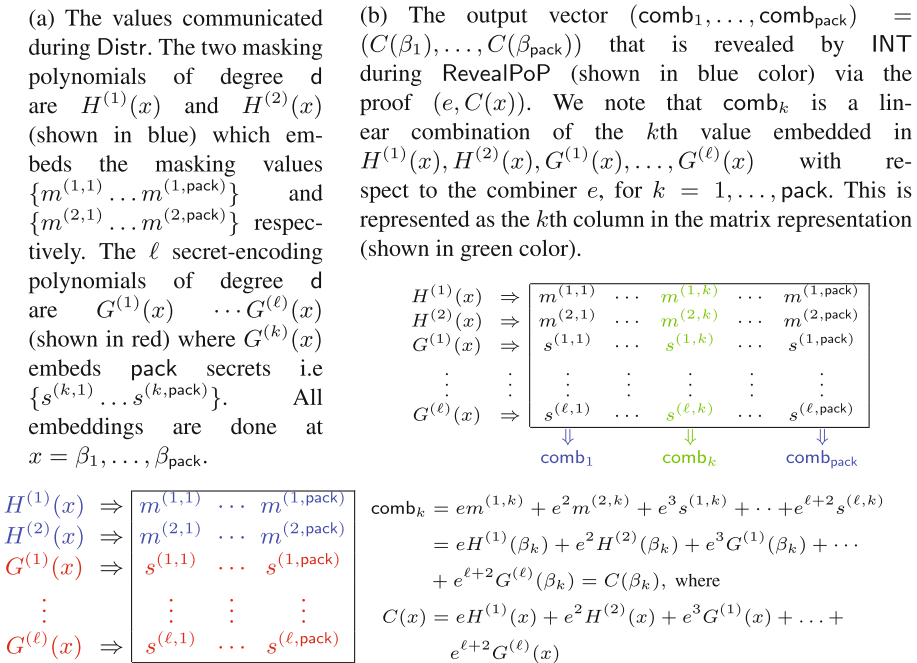 (a) The values communicated
during Distr. The two masking
polynomials of degree d
are H^(1)(x) and H^(2)(x)
(shown in blue) which em-
beds the masking values
{m^(1,1) … m^(1,pack)} and
{m^(2,1) … m^(2,pack)} respec-
tively. The ℓ secret-encoding
polynomials of degree d
are G^(1)(x) ⋯ G^(ℓ)(x)
(shown in red) where G^(k)(x)
embeds pack secrets i.e
{s^(k,1) … s^(k,pack)}. All
embeddings are done at
x = β_1, …, β_pack.
H^(1)(x) ⇒ m^(1,1) ⋯ m^(1,pack)
H^(2)(x) ⇒ m^(2,1) ⋯ m^(2,pack)
G^(1)(x) ⇒ s^(1,1) ⋯ s^(1,pack)
⋮ ⋮ ⋮ ⋮
G^(ℓ)(x) ⇒ s^(ℓ,1) ⋯ s^(ℓ,pack)
(b) The output vector (comb_1, …, comb_pack) =
(C(β_1), …, C(β_pack)) that is revealed by INT
during RevealPoP (shown in blue color) via the
proof (e, C(x)). We note that comb_k is a lin-
ear combination of the kth value embedded in
H^(1)(x), H^(2)(x), G^(1)(x), …, G^(ℓ)(x) with re-
spect to the combiner e, for k = 1, …, pack. This is
represented as the kth column in the matrix representation
(shown in green color).
H^(1)(x) ⇒ m^(1,1) ⋯ m^(1,k) ⋯ m^(1,pack)
H^(2)(x) ⇒ m^(2,1) ⋯ m^(2,k) ⋯ m^(2,pack)
G^(1)(x) ⇒ s^(1,1) ⋯ s^(1,k) ⋯ s^(1,pack)
⋮ ⋮ ⋮ ⋮ ⋮ ⋮ ⋮
G^(ℓ)(x) ⇒ s^(ℓ,1) ⋯ s^(ℓ,k) ⋯ s^(ℓ,pack)
⇓ ⇓ ⇓
comb_1 comb_k comb_pack
comb_k = em^(1,k) + e^2 m^(2,k) + e^3 s^(1,k) + ⋯ + e^(ℓ+2) s^(ℓ,k)
= eH^(1)(β_k) + e^2 H^(2)(β_k) + e^3 G^(1)(β_k) + ⋯
+ e^(ℓ+2) G^(ℓ)(β_k) = C(β_k), where
C(x) = eH^(1)(x) + e^2 H^(2)(x) + e^3 G^(1)(x) + … +
e^(ℓ+2) G^(ℓ)(x)